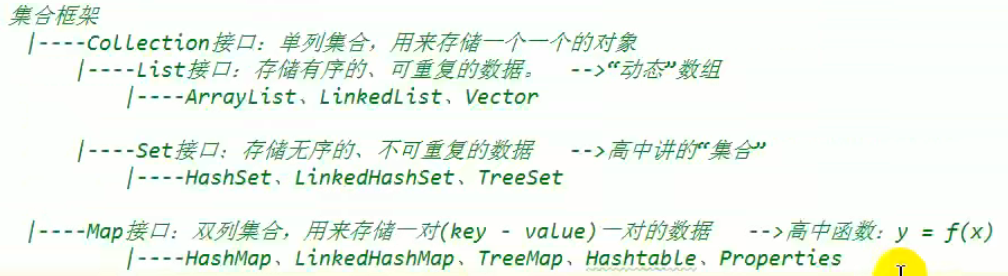 集合框架
|----Collection接口：单列集合，用来存储一个一个的对象
|----List接口：存储有序的、可重复的数据。 -->“动态”数组
|----ArrayList、LinkedList、Vector
|----Set接口：存储无序的、不可重复的数据 -->高中讲的“集合”
|----HashSet、LinkedHashSet、TreeSet
|----Map接口：双列集合，用来存储一对(key - value)一对的数据 -->高中函数：y = f(x)
|----HashMap、LinkedHashMap、TreeMap、Hashtable、Properties